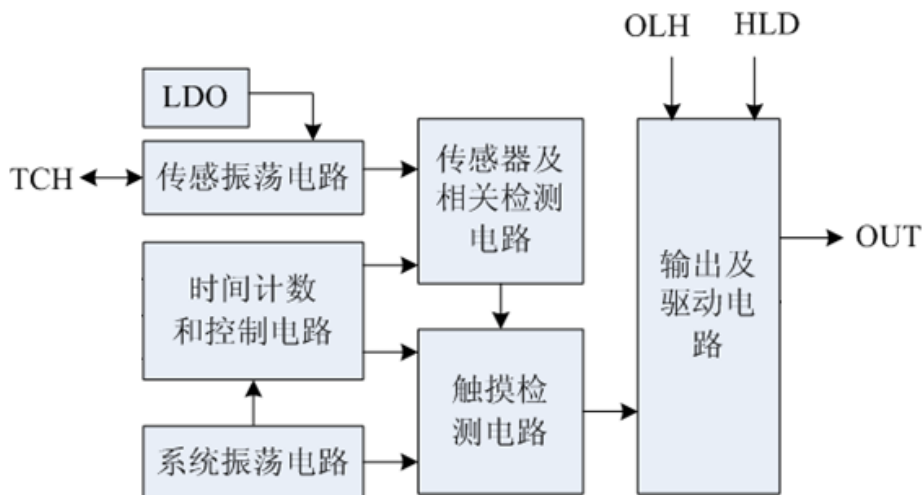 OLH
HLD
LDO
TCH
传感振荡电路
传感器及
相关检测
电路
时间计数
和控制电路
输出及
驱动电
路
OUT
触摸检
测电路
系统振荡电路